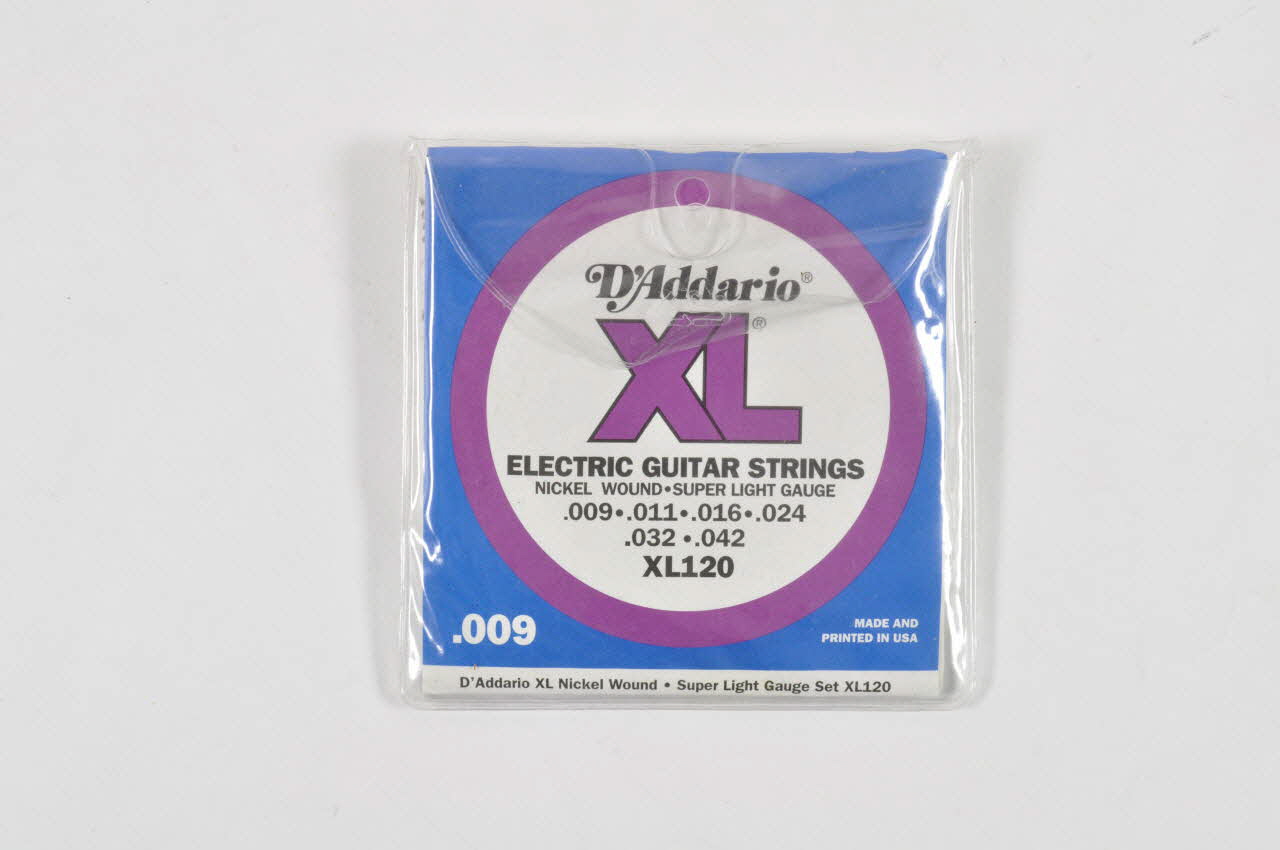 D'Addario®
XL®
ELECTRIC GUITAR STRINGS
NICKEL WOUND•SUPER LIGHT GAUGE
.009•.011•.016•.024
.032•.042
XL120
.009
MADE AND
PRINTED IN USA
D'Addario XL Nickel Wound • Super Light Gauge Set XL120